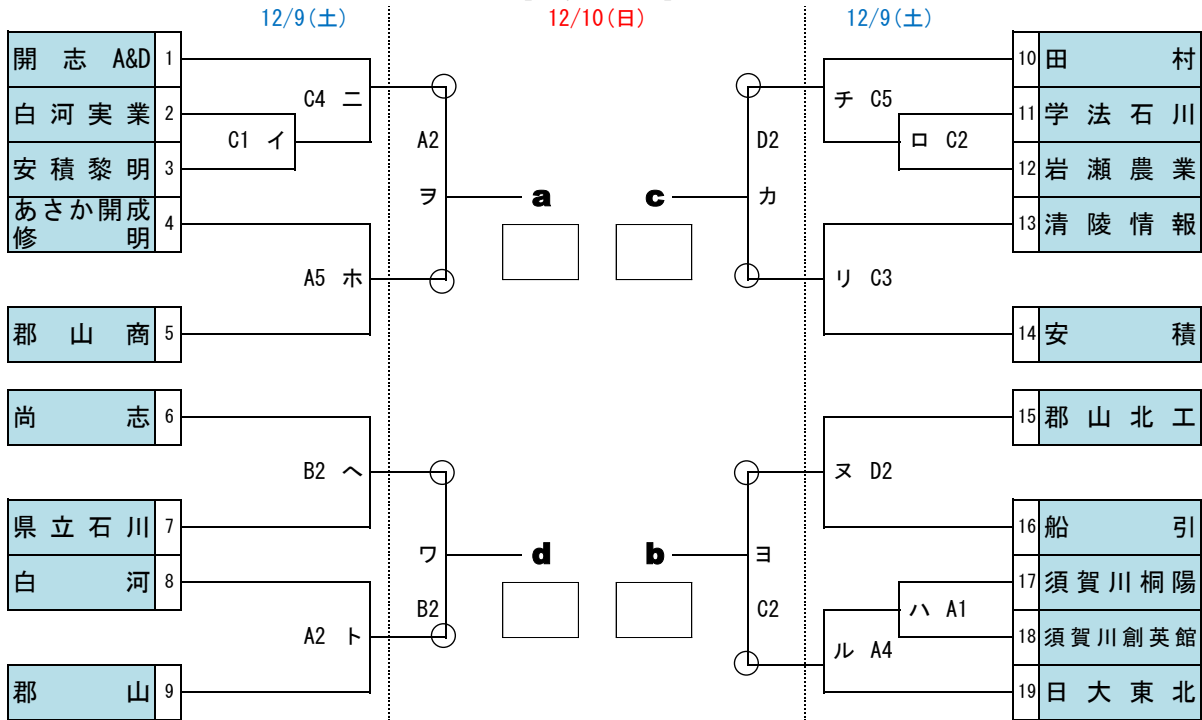 12/9(土) 12/10(日) 12/9(土)
開志 A&D 1
白河実業 2
安積黎明 3
あさか開成
修明 4
郡山商 5
尚志 6
県立石川 7
白河 8
郡山 9
C4 ニ
C1 イ
A5 ホ
B2 ヘ
A2 ト
A2
ヲ
ワ
B2
a
c
d
b
D2
カ
ヨ
C2
チ C5
ロ C2
リ C3
ヌ D2
ハ A1
ル A4
10 田村
11 学法石川
12 岩瀬農業
13 清陵情報
14 安積
15 郡山北工
16 船引
17 須賀川桐陽
18 須賀川創英館
19 日大東北